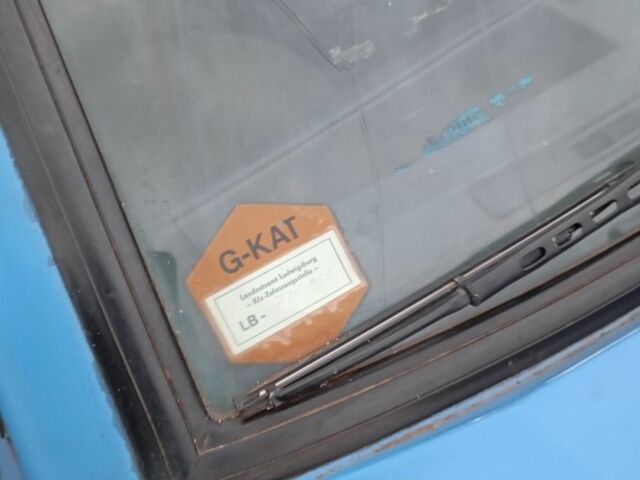 G-KAT
Landratsamt Ludwigsburg
- Kfz-Zulassungsstelle -
LB -